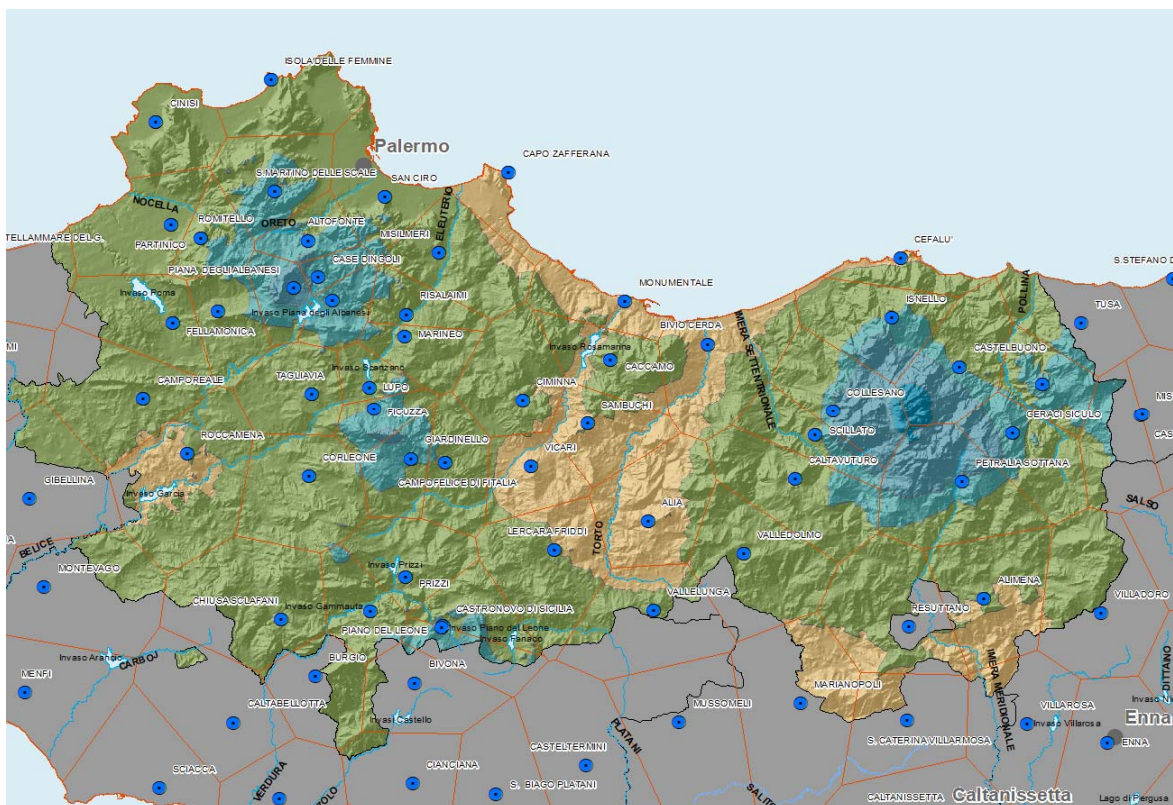 ISOLA DELLE FEMMINE
CINISI
Palermo
CAPO ZAFFERANA
S.MARTINO DELLE SCALE
SAN CIRO
NOCELLA
ELEUTERIO
ROMITELLO
ORETO
ALTOFONTE
MISILMERI
TELLAMMARE DEL G.
PARTINICO
CASE DINGOLI
CEFALU'
S.STEFANO D
PIANA DEGLI ALBANESI
POLLINA
Invaso Poma
RISALAIMI
MONUMENTALE
ISNELLO
TUSA
Invaso Piana degli Albanesi
FELLAMONICA
MARINEO
BIVIO CERDA
IMERA SETTENTRIONALE
MI
Invaso Rosamarina
CASTELBUONO
Invaso Scanzano
CACCAMO
CAMPOREALE
TAGLIAVIA
LUPO
CIMINNA
COLLESANO
MIS
FICUZZA
SAMBUCHI
GERACI SICULO
ROCCAMENA
GIARDINELLO
SCILLATO
CAS
CORLEONE
VICARI
CALTAVUTURO
PETRALIA SOTTANA
GIBELLINA
CAMPOFELICE DI FITALIA
Invaso Garcia
SALSO
ALIA
LERCARA FRIDDI
TORTO
BELICE
VALLEDOLMO
MONTEVAGO
Invaso Prizzi
PRIZZI
ALIMENA
CHIUSA SCLAFANI
Invaso Gammauta
CASTRONOVO DI SICILIA
VALLELUNGA
RESUTTANO
VILLADORO
PIANO DEL LEONE
Invaso Piano del Leone
Invaso Fanaco
Invaso Arancio
CARBOJ
BURGIO
BIVONA
MENFI
MARIANOPOLI
IMERA MERIDIONALE
DITTAINO
CALTABELLOTTA
VILLAROSA
Invaso Castello
PLATANI
MUSSOMELI
Invaso Villarosa
Enna
S. CATERINA VILLARMOSA
ENNA
CASTELTERMINI
SCIACCA
VERDURA
CIANCIANA
S. BIAGO PLATANI
SALITO
CALTANISSETTA
Caltanissetta
Lago di Pergusa